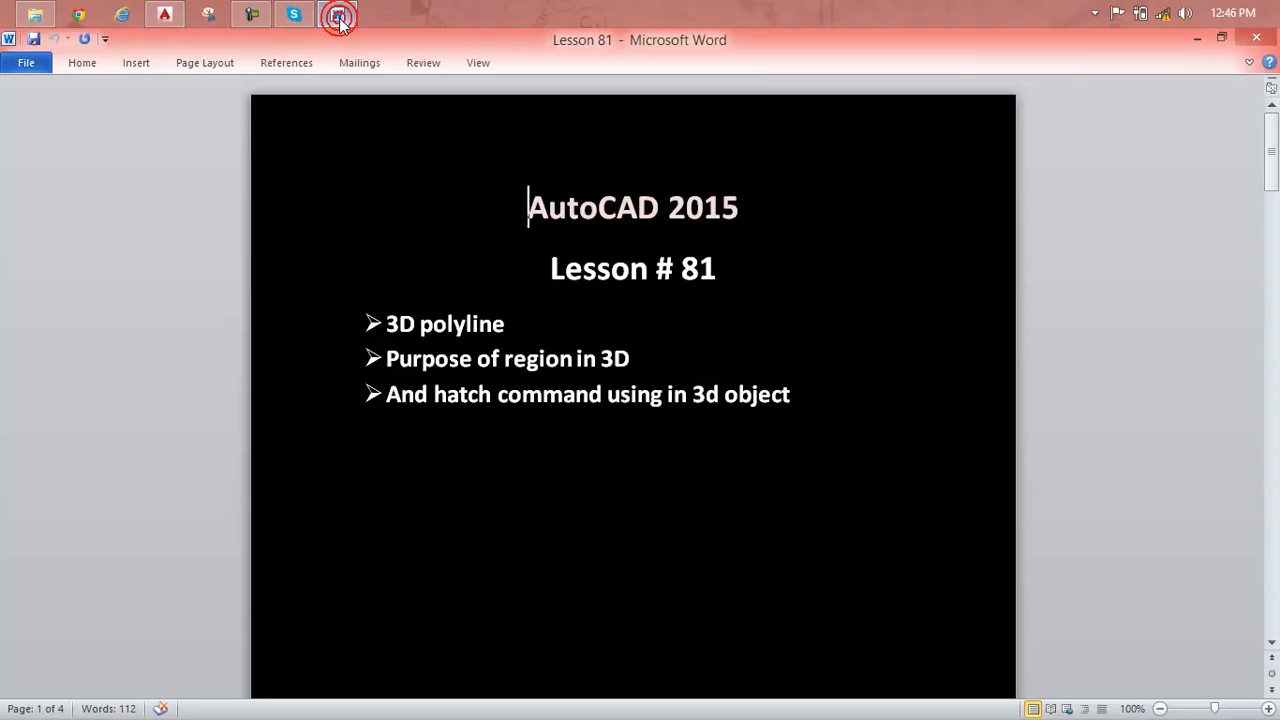 12:46 PM
Lesson 81 - Microsoft Word
File Home Insert Page Layout References Mailings Review View
AutoCAD 2015
Lesson # 81
➢ 3D polyline
➢ Purpose of region in 3D
➢ And hatch command using in 3d object
Page: 1 of 4 Words: 112 100%